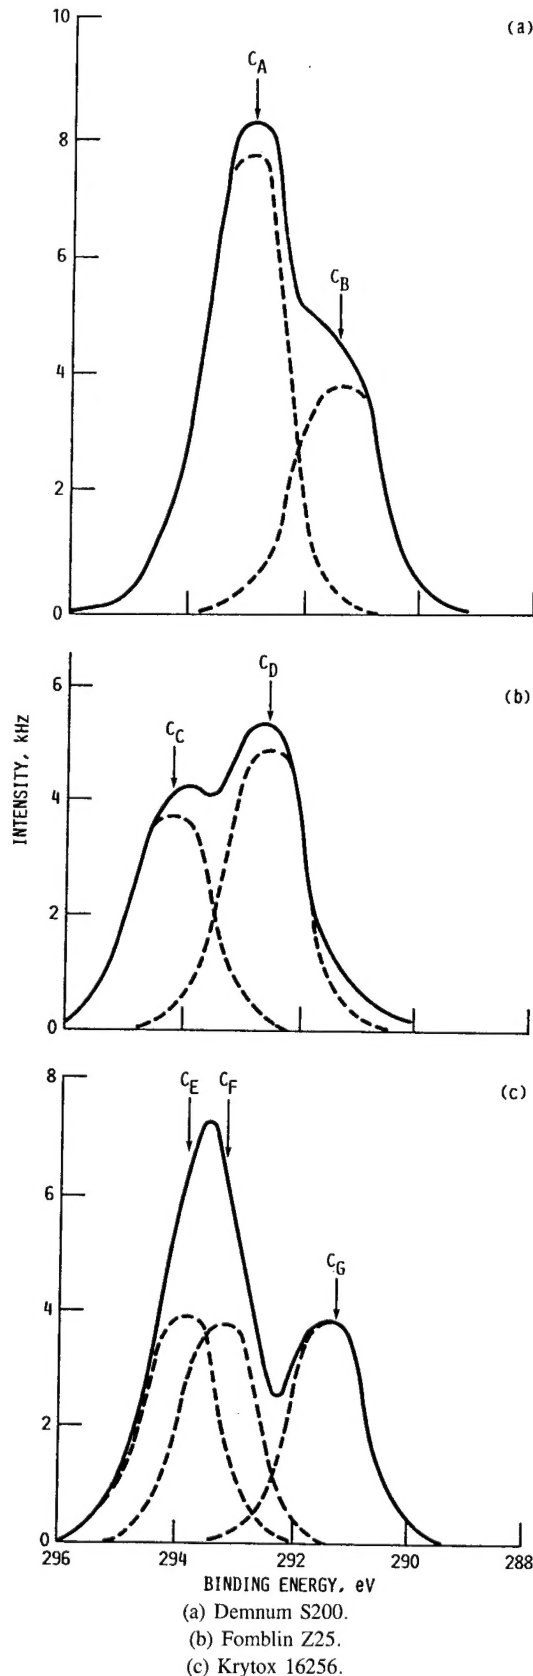 10
(a)
C_A
8
6
C_B
4
2
0
6
(b)
C_D
C_C
4
2
0
INTENSITY, kHz
8
C_E C_F
(c)
6
C_G
4
2
0
296 294 292 290 288
BINDING ENERGY, eV
(a) Demnum S200.
(b) Fomblin Z25.
(c) Krytox 16256.